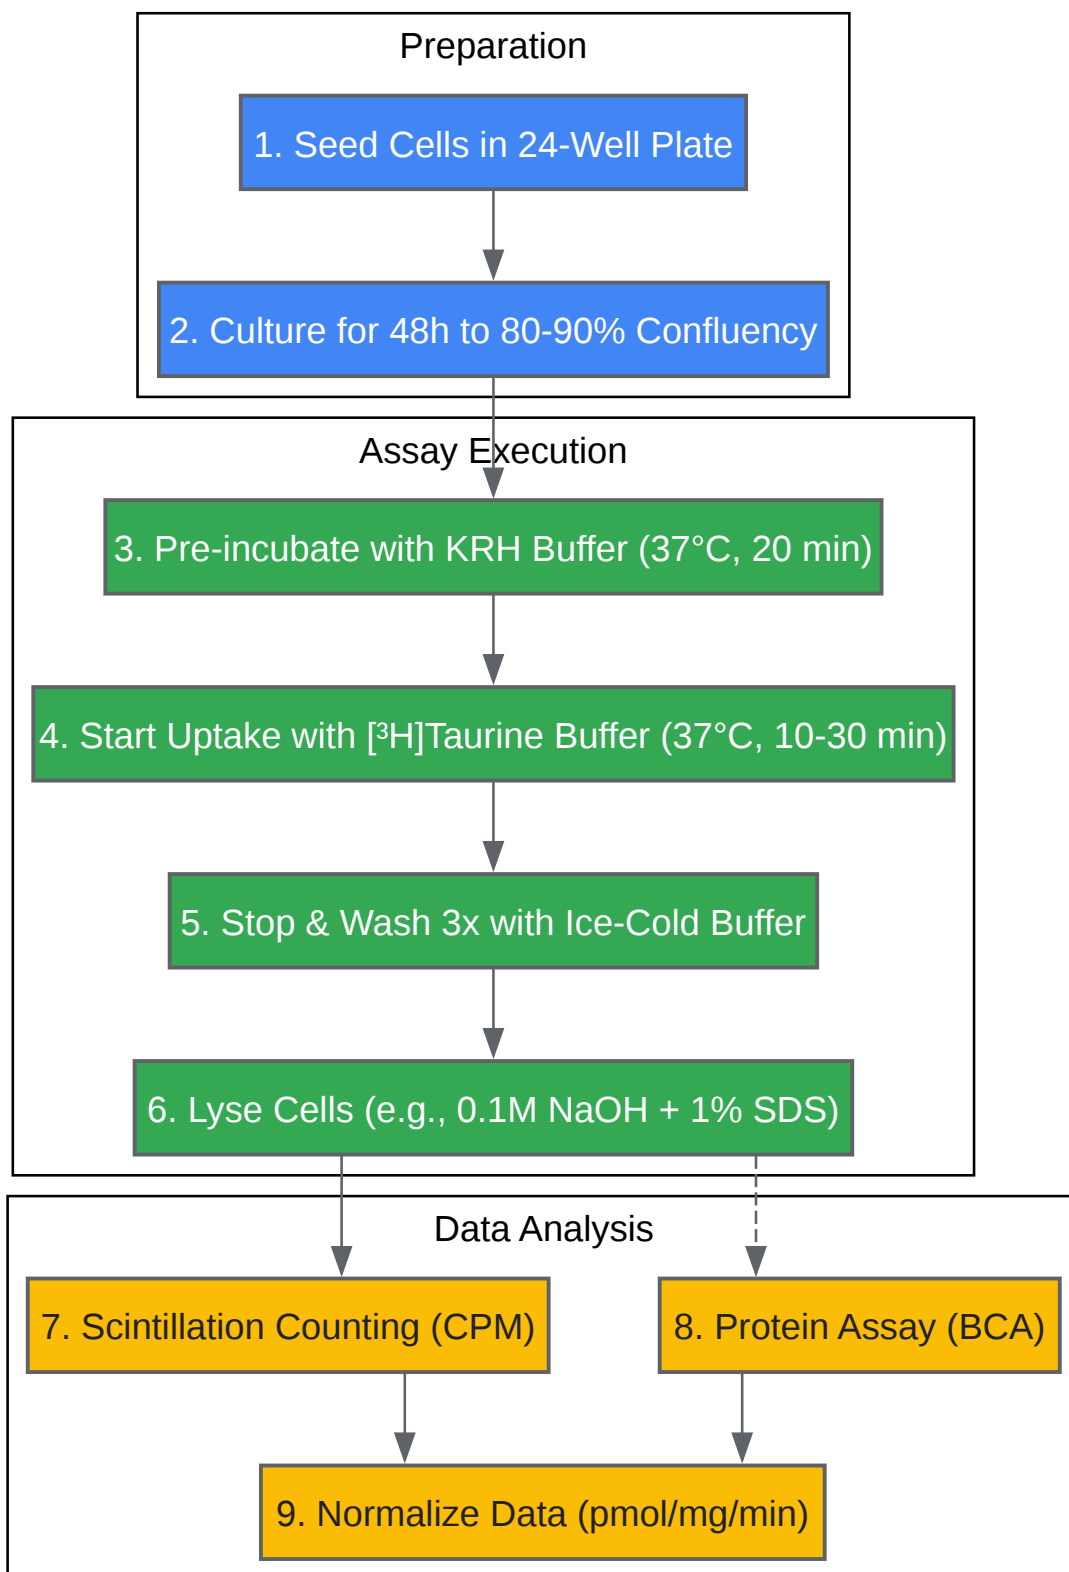 Preparation
1. Seed Cells in 24-Well Plate
2. Culture for 48h to 80-90% Confluency
Assay Execution
3. Pre-incubate with KRH Buffer (37°C, 20 min)
4. Start Uptake with [³H]Taurine Buffer (37°C, 10-30 min)
5. Stop & Wash 3x with Ice-Cold Buffer
6. Lyse Cells (e.g., 0.1M NaOH + 1% SDS)
Data Analysis
7. Scintillation Counting (CPM)
8. Protein Assay (BCA)
9. Normalize Data (pmol/mg/min)